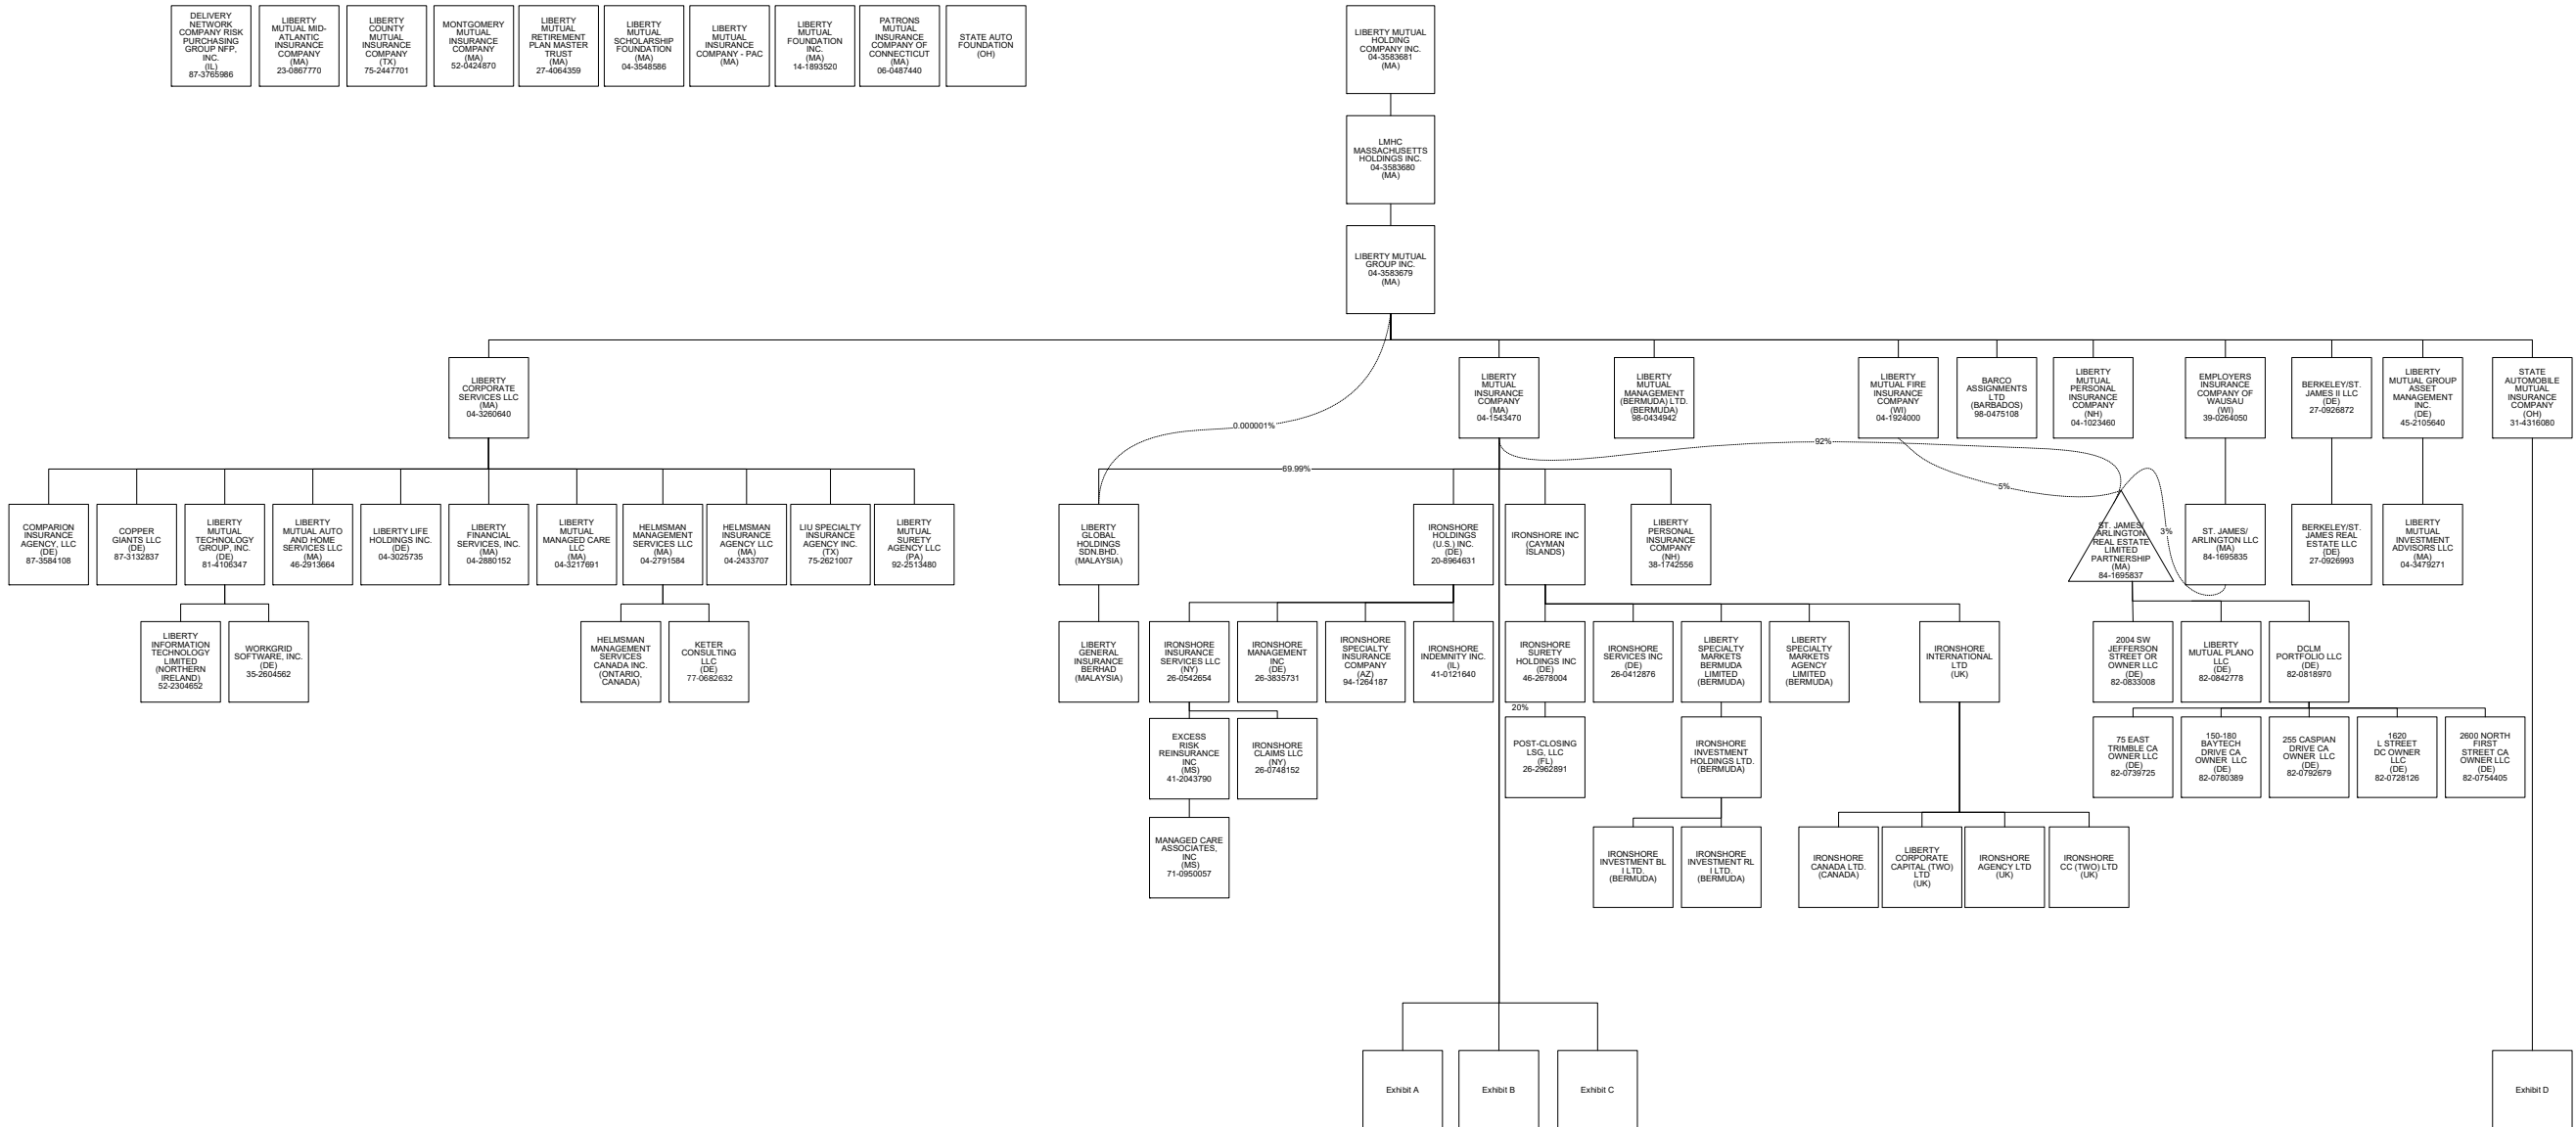 DELIVERY
NETWORK
COMPANY RISK
PURCHASING
GROUP NFP,
INC.
(IL)
87-3765986
LIBERTY
MUTUAL MID-
ATLANTIC
INSURANCE
COMPANY
(MA)
23-0867770
LIBERTY
COUNTY
MUTUAL
INSURANCE
COMPANY
(TX)
75-2447701
MONTGOMERY
MUTUAL
INSURANCE
COMPANY
(MA)
52-0424870
LIBERTY
MUTUAL
RETIREMENT
PLAN MASTER
TRUST
(MA)
27-4064359
LIBERTY
MUTUAL
SCHOLARSHIP
FOUNDATION
(MA)
04-3548586
LIBERTY
MUTUAL
INSURANCE
COMPANY - PAC
(MA)
LIBERTY
MUTUAL
FOUNDATION
INC.
(MA)
14-1893520
PATRONS
MUTUAL
INSURANCE
COMPANY OF
CONNECTICUT
(MA)
06-0487440
STATE AUTO
FOUNDATION
(OH)
LIBERTY MUTUAL
HOLDING
COMPANY INC.
04-3583681
(MA)
LMHC
MASSACHUSETTS
HOLDINGS INC.
04-3583680
(MA)
LIBERTY MUTUAL
GROUP INC.
04-3583679
(MA)
LIBERTY
CORPORATE
SERVICES LLC
(MA)
04-3260640
LIBERTY
MUTUAL
INSURANCE
COMPANY
(MA)
04-1543470
LIBERTY
MUTUAL
MANAGEMENT
(BERMUDA) LTD.
(BERMUDA)
98-0434942
LIBERTY
MUTUAL FIRE
INSURANCE
COMPANY
(WI)
04-1924000
BARCO
ASSIGNMENTS
LTD
(BARBADOS)
98-0475108
LIBERTY
MUTUAL
PERSONAL
INSURANCE
COMPANY
(NH)
04-1023460
EMPLOYERS
INSURANCE
COMPANY OF
WAUSAU
(WI)
39-0264050
BERKELEY/ST.
JAMES II LLC
(DE)
27-0926872
LIBERTY
MUTUAL GROUP
ASSET
MANAGEMENT
INC.
(DE)
45-2105640
STATE
AUTOMOBILE
MUTUAL
INSURANCE
COMPANY
(OH)
31-4316080
0.000001%
92%
69.99%
5%
3%
COMPARION
INSURANCE
AGENCY, LLC
(DE)
87-3584108
COPPER
GIANTS LLC
(DE)
87-3132837
LIBERTY
MUTUAL
TECHNOLOGY
GROUP, INC.
(DE)
81-4106347
LIBERTY
MUTUAL AUTO
AND HOME
SERVICES LLC
(MA)
46-2913664
LIBERTY LIFE
HOLDINGS INC.
(DE)
04-3025735
LIBERTY
FINANCIAL
SERVICES, INC.
(MA)
04-2880152
LIBERTY
MUTUAL
MANAGED CARE
LLC
(MA)
04-3217691
HELMSMAN
MANAGEMENT
SERVICES LLC
(MA)
04-2791584
HELMSMAN
INSURANCE
AGENCY LLC
(MA)
04-2433707
LIU SPECIALTY
INSURANCE
AGENCY INC.
(TX)
75-2621007
LIBERTY
MUTUAL
SURETY
AGENCY LLC
(PA)
92-2513480
LIBERTY
GLOBAL
HOLDINGS
SDN.BHD.
(MALAYSIA)
IRONSHORE
HOLDINGS
(U.S.) INC.
(DE)
20-8964631
IRONSHORE INC
(CAYMAN
ISLANDS)
LIBERTY
PERSONAL
INSURANCE
COMPANY
(NH)
38-1742556
ST. JAMES/
ARLINGTON
REAL ESTATE
LIMITED
PARTNERSHIP
(MA)
84-1695837
ST. JAMES/
ARLINGTON LLC
(MA)
84-1695835
BERKELEY/ST.
JAMES REAL
ESTATE LLC
(DE)
27-0926993
LIBERTY
MUTUAL
INVESTMENT
ADVISORS LLC
(MA)
04-3479271
LIBERTY
INFORMATION
TECHNOLOGY
LIMITED
(NORTHERN
IRELAND)
52-2304652
WORKGRID
SOFTWARE, INC.
(DE)
35-2604562
HELMSMAN
MANAGEMENT
SERVICES
CANADA INC.
(ONTARIO,
CANADA)
KETER
CONSULTING
LLC
(DE)
77-0682632
LIBERTY
GENERAL
INSURANCE
BERHAD
(MALAYSIA)
IRONSHORE
INSURANCE
SERVICES LLC
(NY)
26-0542654
IRONSHORE
MANAGEMENT
INC
(DE)
26-3835731
IRONSHORE
SPECIALTY
INSURANCE
COMPANY
(AZ)
94-1264187
IRONSHORE
INDEMNITY INC.
(IL)
41-0121640
IRONSHORE
SURETY
HOLDINGS INC
(DE)
46-2678004
IRONSHORE
SERVICES INC
(DE)
26-0412876
LIBERTY
SPECIALTY
MARKETS
BERMUDA
LIMITED
(BERMUDA)
LIBERTY
SPECIALTY
MARKETS
AGENCY
LIMITED
(BERMUDA)
IRONSHORE
INTERNATIONAL
LTD
(UK)
2004 SW
JEFFERSON
STREET OR
OWNER LLC
(DE)
82-0833008
LIBERTY
MUTUAL PLANO
LLC
(DE)
82-0842778
DCLM
PORTFOLIO LLC
(DE)
82-0818970
20%
EXCESS
RISK
REINSURANCE
INC
(MS)
41-2043790
IRONSHORE
CLAIMS LLC
(NY)
26-0748152
POST-CLOSING
LSG, LLC
(FL)
26-2962891
IRONSHORE
INVESTMENT
HOLDINGS LTD.
(BERMUDA)
75 EAST
TRIMBLE CA
OWNER LLC
(DE)
82-0739725
150-180
BAYTECH
DRIVE CA
OWNER LLC
(DE)
82-0780389
255 CASPIAN
DRIVE CA
OWNER LLC
(DE)
82-0792679
1620
L STREET
DC OWNER
LLC
(DE)
82-0728126
2600 NORTH
FIRST
STREET CA
OWNER LLC
(DE)
82-0754405
MANAGED CARE
ASSOCIATES,
INC
(MS)
71-0950057
IRONSHORE
INVESTMENT BL
I LTD.
(BERMUDA)
IRONSHORE
INVESTMENT RL
I LTD.
(BERMUDA)
IRONSHORE
CANADA LTD.
(CANADA)
LIBERTY
CORPORATE
CAPITAL (TWO)
LTD
(UK)
IRONSHORE
AGENCY LTD
(UK)
IRONSHORE
CC (TWO) LTD
(UK)
Exhibit A
Exhibit B
Exhibit C
Exhibit D